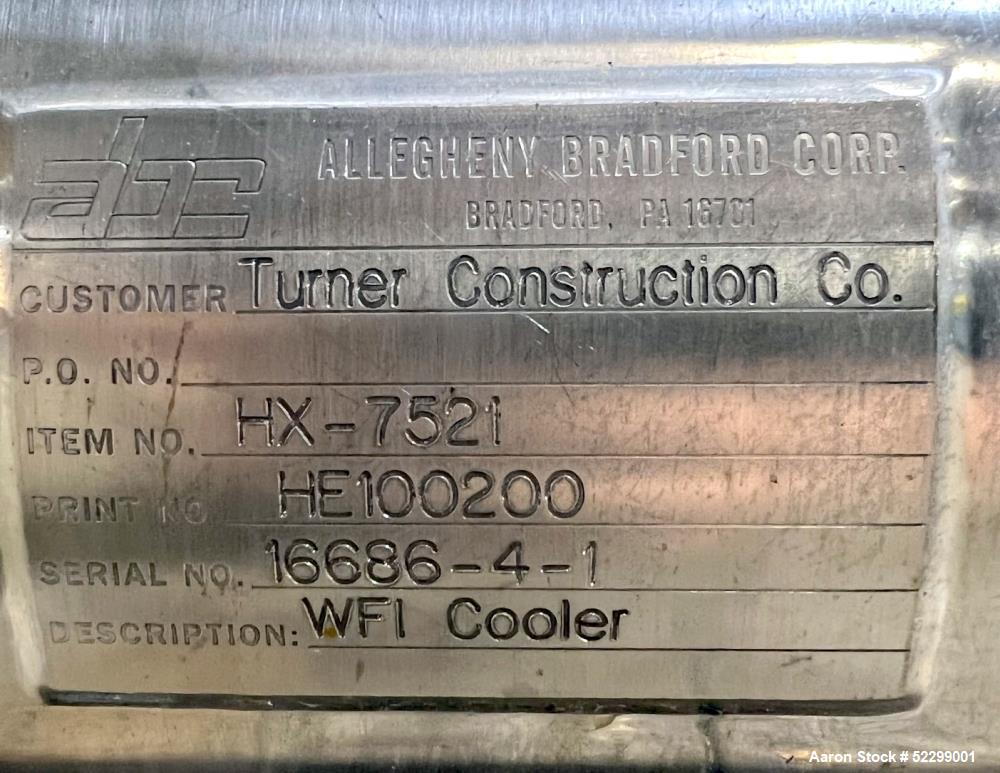 abc
ALLEGHENY BRADFORD CORP.
BRADFORD, PA 16701
CUSTOMER Turner Construction Co.
P.O. NO.
ITEM NO. HX-7521
PRINT NO. HE100200
SERIAL NO. 16686-4-1
DESCRIPTION: WFI Cooler
Aaron Stock # 52299001